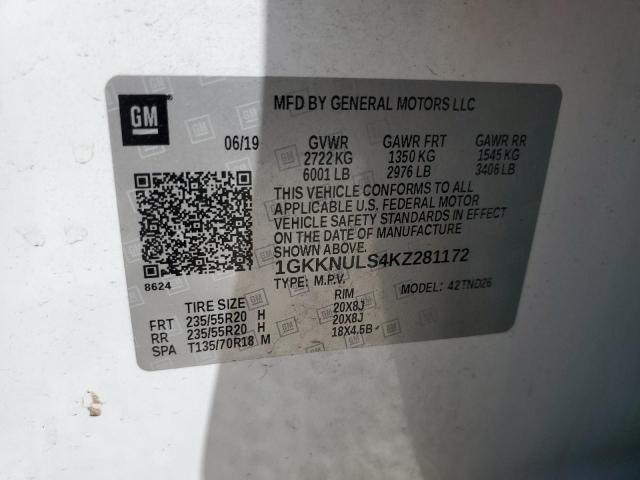 GM
MFD BY GENERAL MOTORS LLC
06/19 GVWR GAWR FRT GAWR RR
2722 KG 1350 KG 1545 KG
6001 LB 2976 LB 3406 LB
THIS VEHICLE CONFORMS TO ALL
APPLICABLE U.S. FEDERAL MOTOR
VEHICLE SAFETY STANDARDS IN EFFECT
ON THE DATE OF MANUFACTURE
SHOWN ABOVE.
1GKKNULS4KZ281172
8624
TYPE: M.P.V. MODEL: 42TND26
TIRE SIZE RIM
FRT 235/55R20 H 20X8J
RR 235/55R20 H 20X8J
SPA T135/70R18 M 18X4.5B